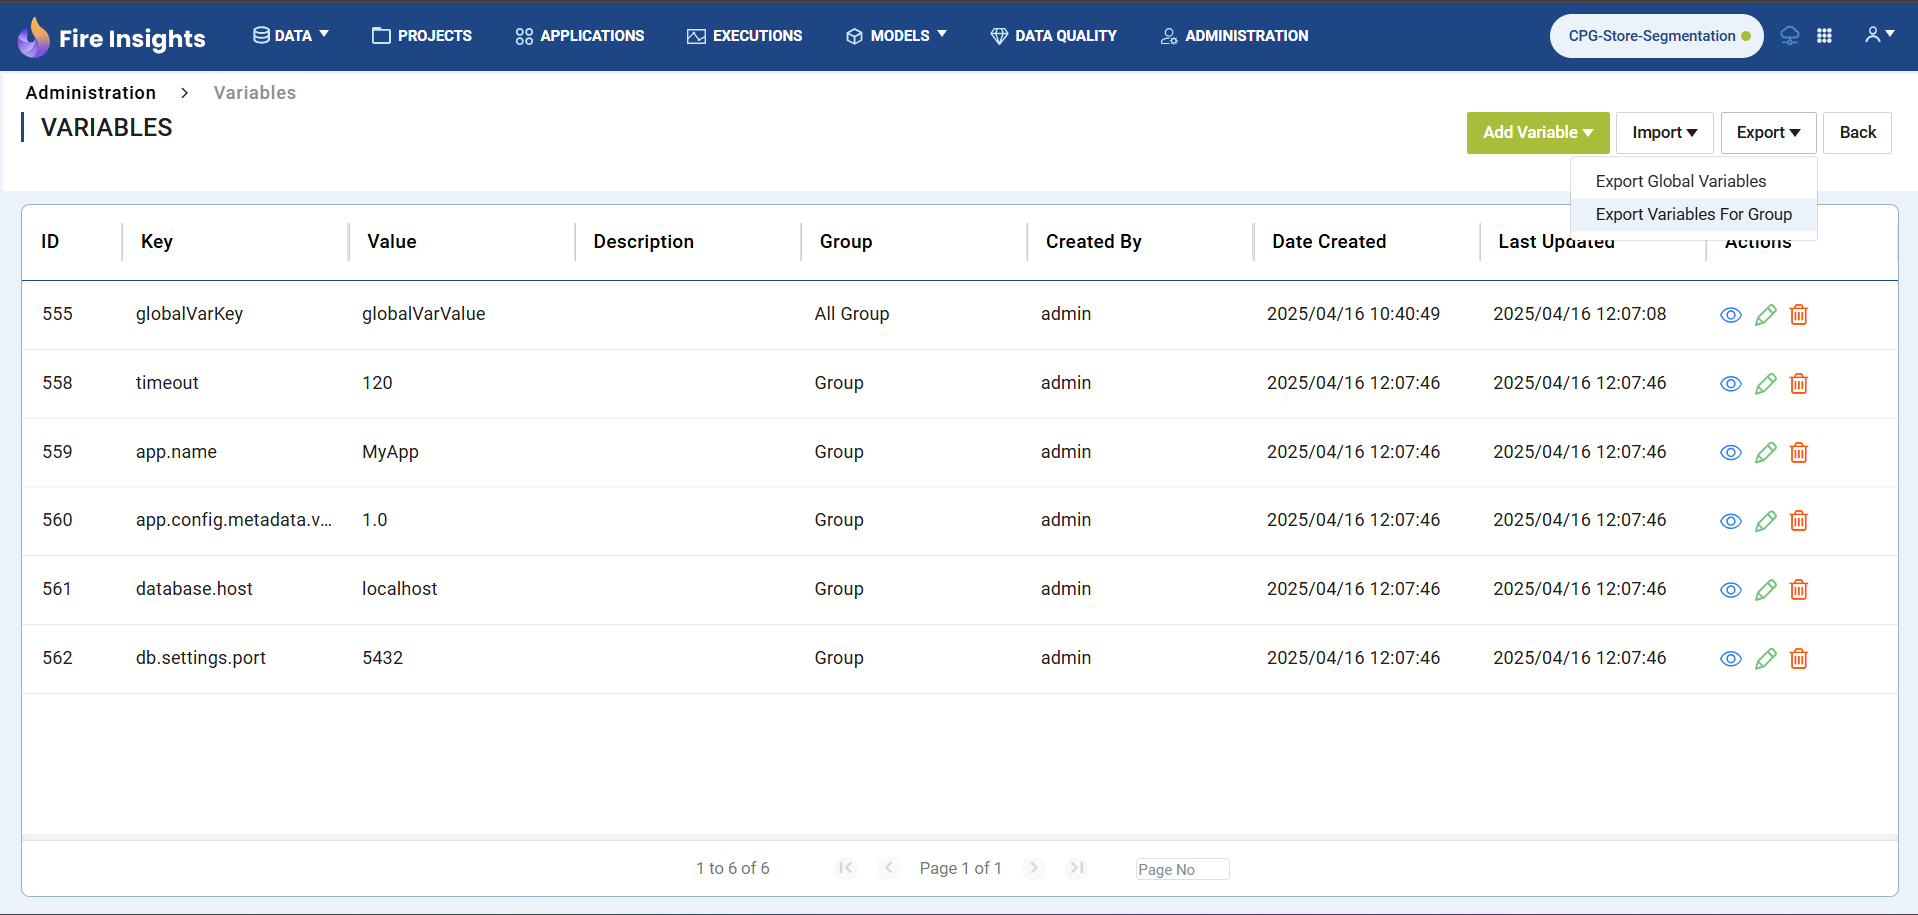 Fire Insights DATA PROJECTS APPLICATIONS EXECUTIONS MODELS DATA QUALITY ADMINISTRATION CPG-Store-Segmentation
Administration > Variables
VARIABLES
Add Variable Import Export Back
Export Global Variables
Export Variables For Group
ID Key Value Description Group Created By Date Created Last Updated Actions
555 globalVarKey globalVarValue All Group admin 2025/04/16 10:40:49 2025/04/16 12:07:08
558 timeout 120 Group admin 2025/04/16 12:07:46 2025/04/16 12:07:46
559 app.name MyApp Group admin 2025/04/16 12:07:46 2025/04/16 12:07:46
560 app.config.metadata.v... 1.0 Group admin 2025/04/16 12:07:46 2025/04/16 12:07:46
561 database.host localhost Group admin 2025/04/16 12:07:46 2025/04/16 12:07:46
562 db.settings.port 5432 Group admin 2025/04/16 12:07:46 2025/04/16 12:07:46
1 to 6 of 6 Page 1 of 1 Page No